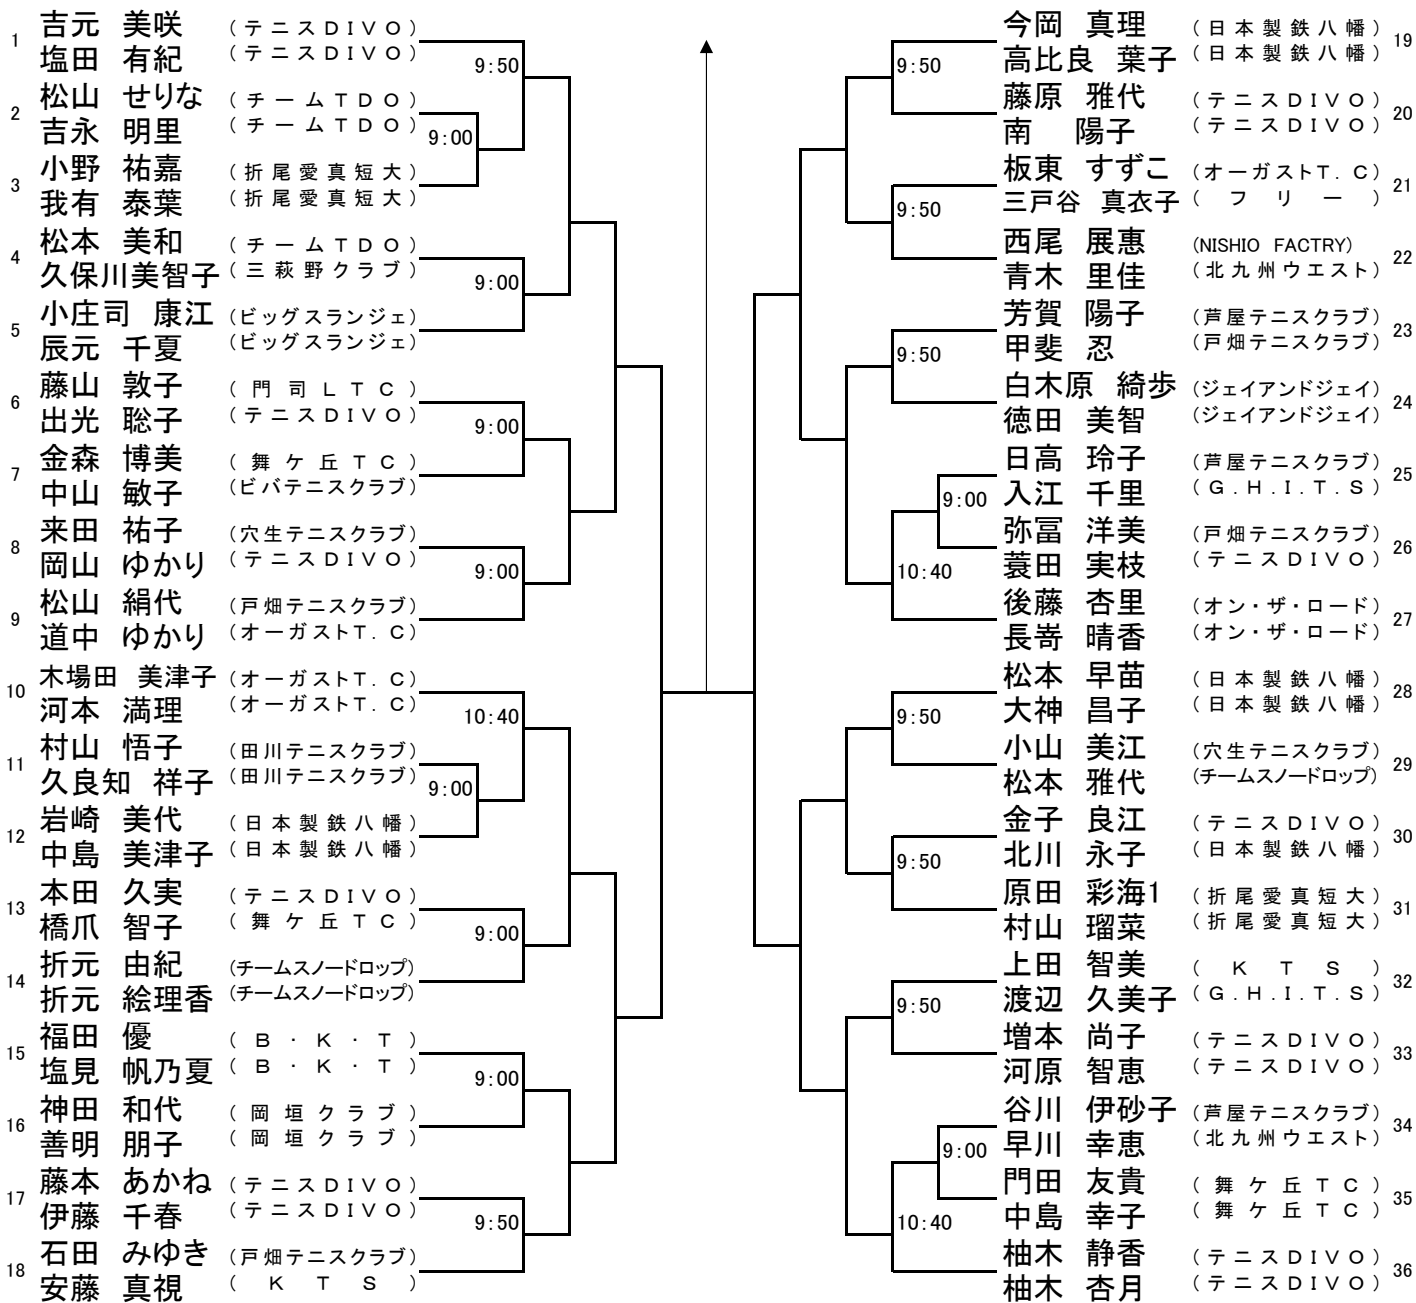 1 吉元 美咲 (テニスDIVO)
塩田 有紀 (テニスDIVO)
9:50
2 松山 せりな (チームTDO)
吉永 明里 (チームTDO)
9:00
3 小野 祐嘉 (折尾愛真短大)
我有 泰葉 (折尾愛真短大)
4 松本 美和 (チームTDO)
久保川美智子 (三萩野クラブ)
9:00
5 小庄司 康江 (ビッグスランジェ)
辰元 千夏 (ビッグスランジェ)
6 藤山 敦子 (門司LTC)
出光 聡子 (テニスDIVO)
9:00
7 金森 博美 (舞ケ丘TC)
中山 敏子 (ビバテニスクラブ)
8 来田 祐子 (穴生テニスクラブ)
岡山 ゆかり (テニスDIVO)
9:00
9 松山 絹代 (戸畑テニスクラブ)
道中 ゆかり (オーガストT.C)
10 木場田 美津子 (オーガストT.C)
河本 満理 (オーガストT.C)
10:40
11 村山 悟子 (田川テニスクラブ)
久良知 祥子 (田川テニスクラブ)
9:00
12 岩崎 美代 (日本製鉄八幡)
中島 美津子 (日本製鉄八幡)
13 本田 久実 (テニスDIVO)
橋爪 智子 (舞ケ丘TC)
9:00
14 折元 由紀 (チームスノードロップ)
折元 絵理香 (チームスノードロップ)
15 福田 優 (B・K・T)
塩見 帆乃夏 (B・K・T)
9:00
16 神田 和代 (岡垣クラブ)
善明 朋子 (岡垣クラブ)
17 藤本 あかね (テニスDIVO)
伊藤 千春 (テニスDIVO)
9:50
18 石田 みゆき (戸畑テニスクラブ)
安藤 真視 (KTS)
今岡 真理 (日本製鉄八幡) 19
高比良 葉子 (日本製鉄八幡)
9:50
藤原 雅代 (テニスDIVO) 20
南 陽子 (テニスDIVO)
板東 すずこ (オーガストT.C) 21
三戸谷 真衣子 (フリー)
9:50
西尾 展惠 (NISHIO FACTRY) 22
青木 里佳 (北九州ウエスト)
芳賀 陽子 (芦屋テニスクラブ) 23
甲斐 忍 (戸畑テニスクラブ)
9:50
白木原 綺歩 (ジェイアンドジェイ) 24
徳田 美智 (ジェイアンドジェイ)
日高 玲子 (芦屋テニスクラブ) 25
入江 千里 (G.H.I.T.S)
9:00
弥冨 洋美 (戸畑テニスクラブ) 26
蓑田 実枝 (テニスDIVO)
10:40
後藤 杏里 (オン・ザ・ロード) 27
長嵜 晴香 (オン・ザ・ロード)
松本 早苗 (日本製鉄八幡) 28
大神 昌子 (日本製鉄八幡)
9:50
小山 美江 (穴生テニスクラブ) 29
松本 雅代 (チームスノードロップ)
金子 良江 (テニスDIVO) 30
北川 永子 (日本製鉄八幡)
9:50
原田 彩海1 (折尾愛真短大) 31
村山 瑠菜 (折尾愛真短大)
上田 智美 (KTS) 32
渡辺 久美子 (G.H.I.T.S)
9:50
増本 尚子 (テニスDIVO) 33
河原 智恵 (テニスDIVO)
谷川 伊砂子 (芦屋テニスクラブ) 34
早川 幸恵 (北九州ウエスト)
9:00
門田 友貴 (舞ケ丘TC) 35
中島 幸子 (舞ケ丘TC)
10:40
柚木 静香 (テニスDIVO) 36
柚木 杏月 (テニスDIVO)